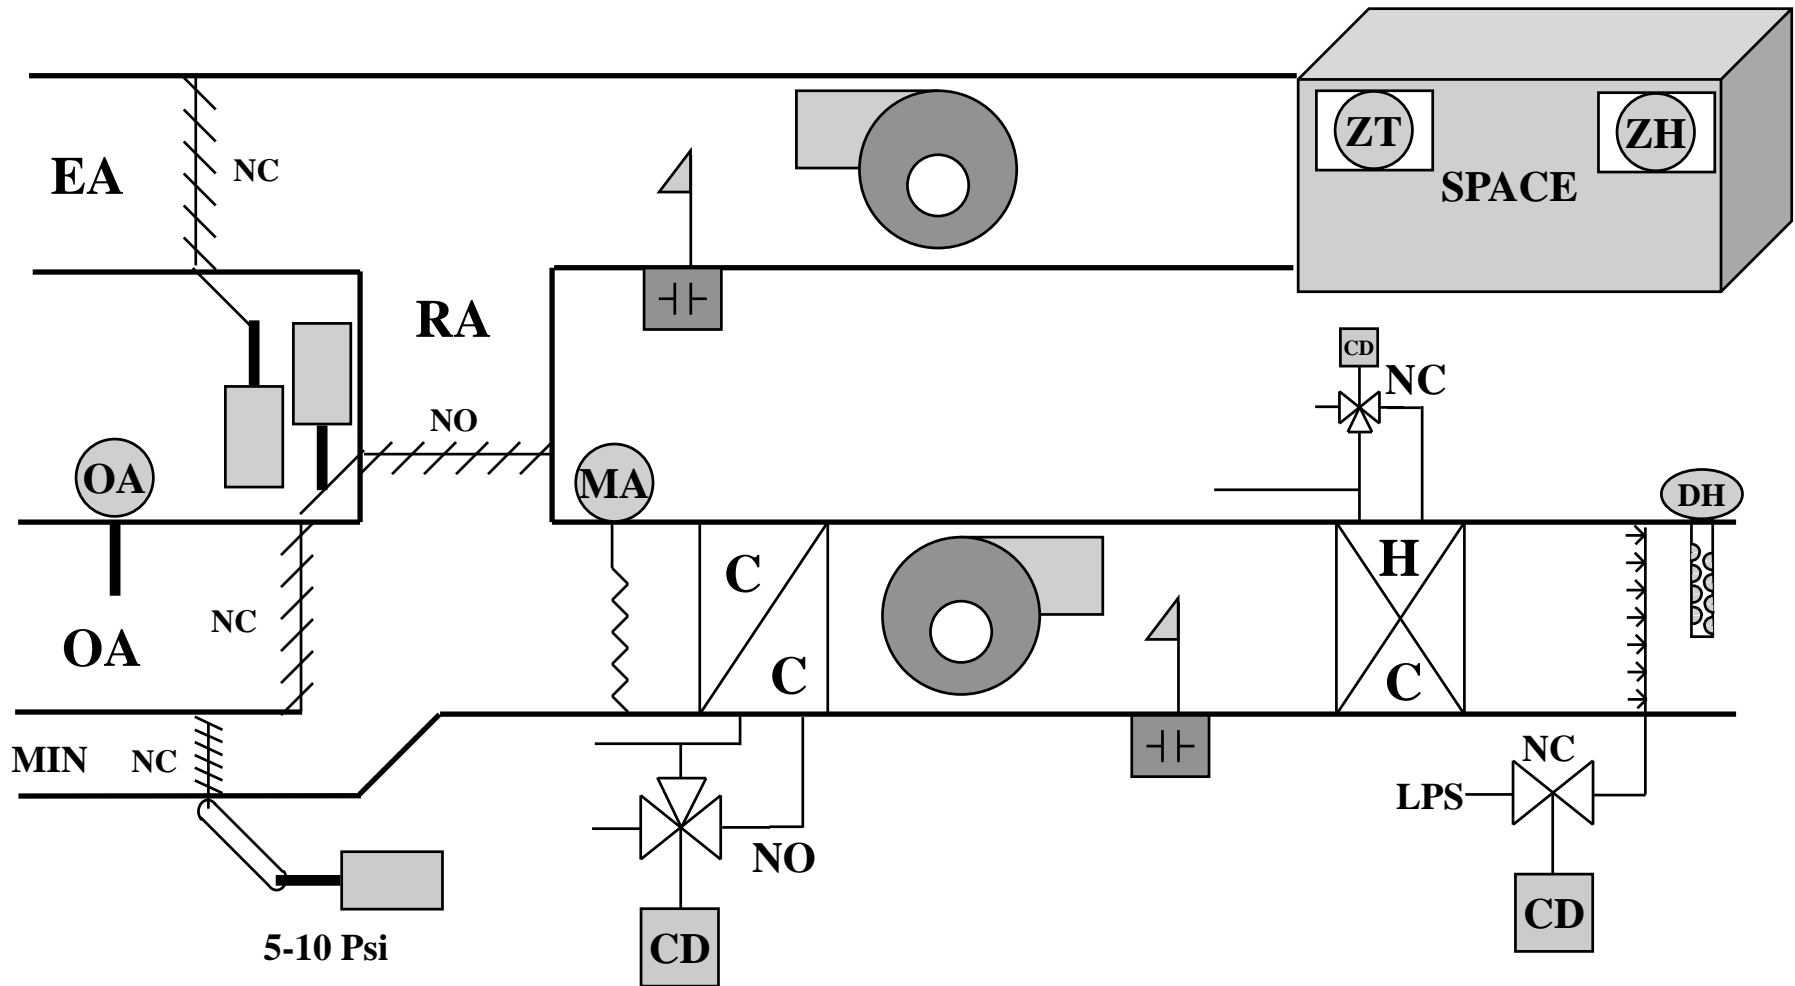 ZT
ZH
EA
NC
SPACE
RA
CD
NC
NO
OA
MA
DH
C
H
OA
NC
C
C
MIN
NC
NC
LPS
NO
5-10 Psi
CD
CD